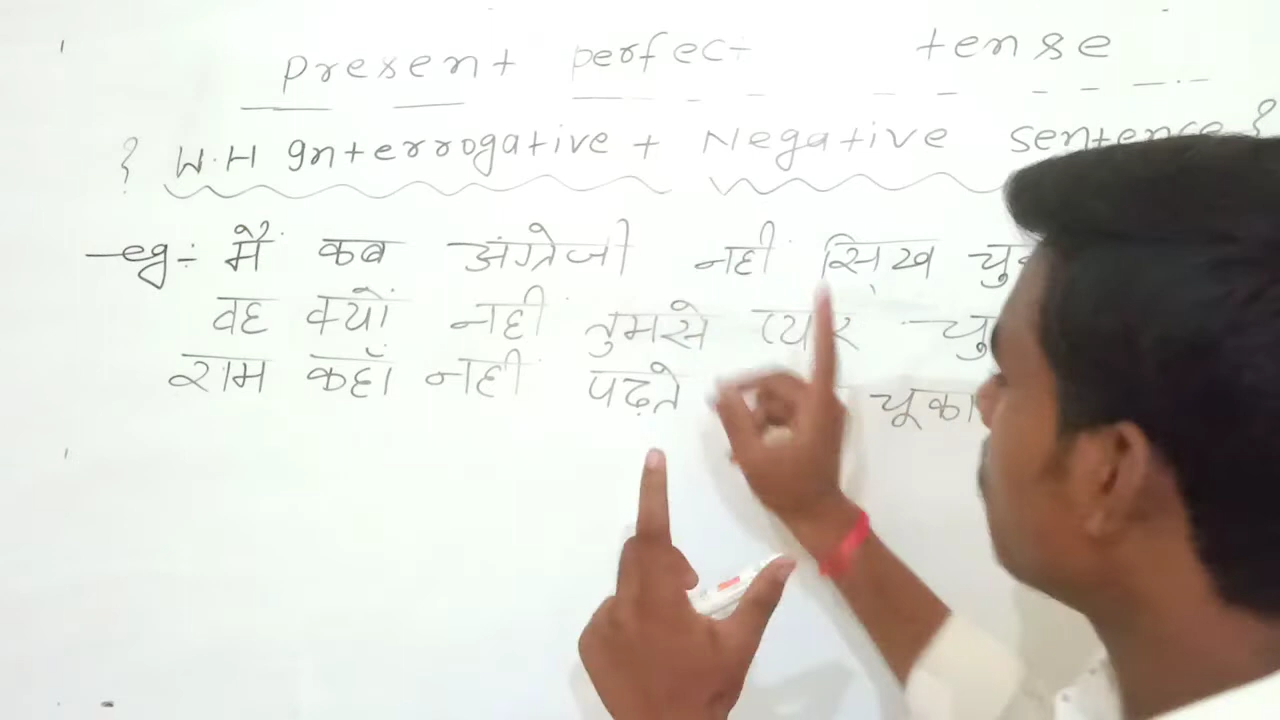 Present perfect tense
{ W.H Interrogative + Negative Sentence }
eg:- मैं कब अंग्रेजी नहीं सिख
वह क्यों नहीं तुमसे प्यार
राम कहाँ नहीं पढ़ते चूका